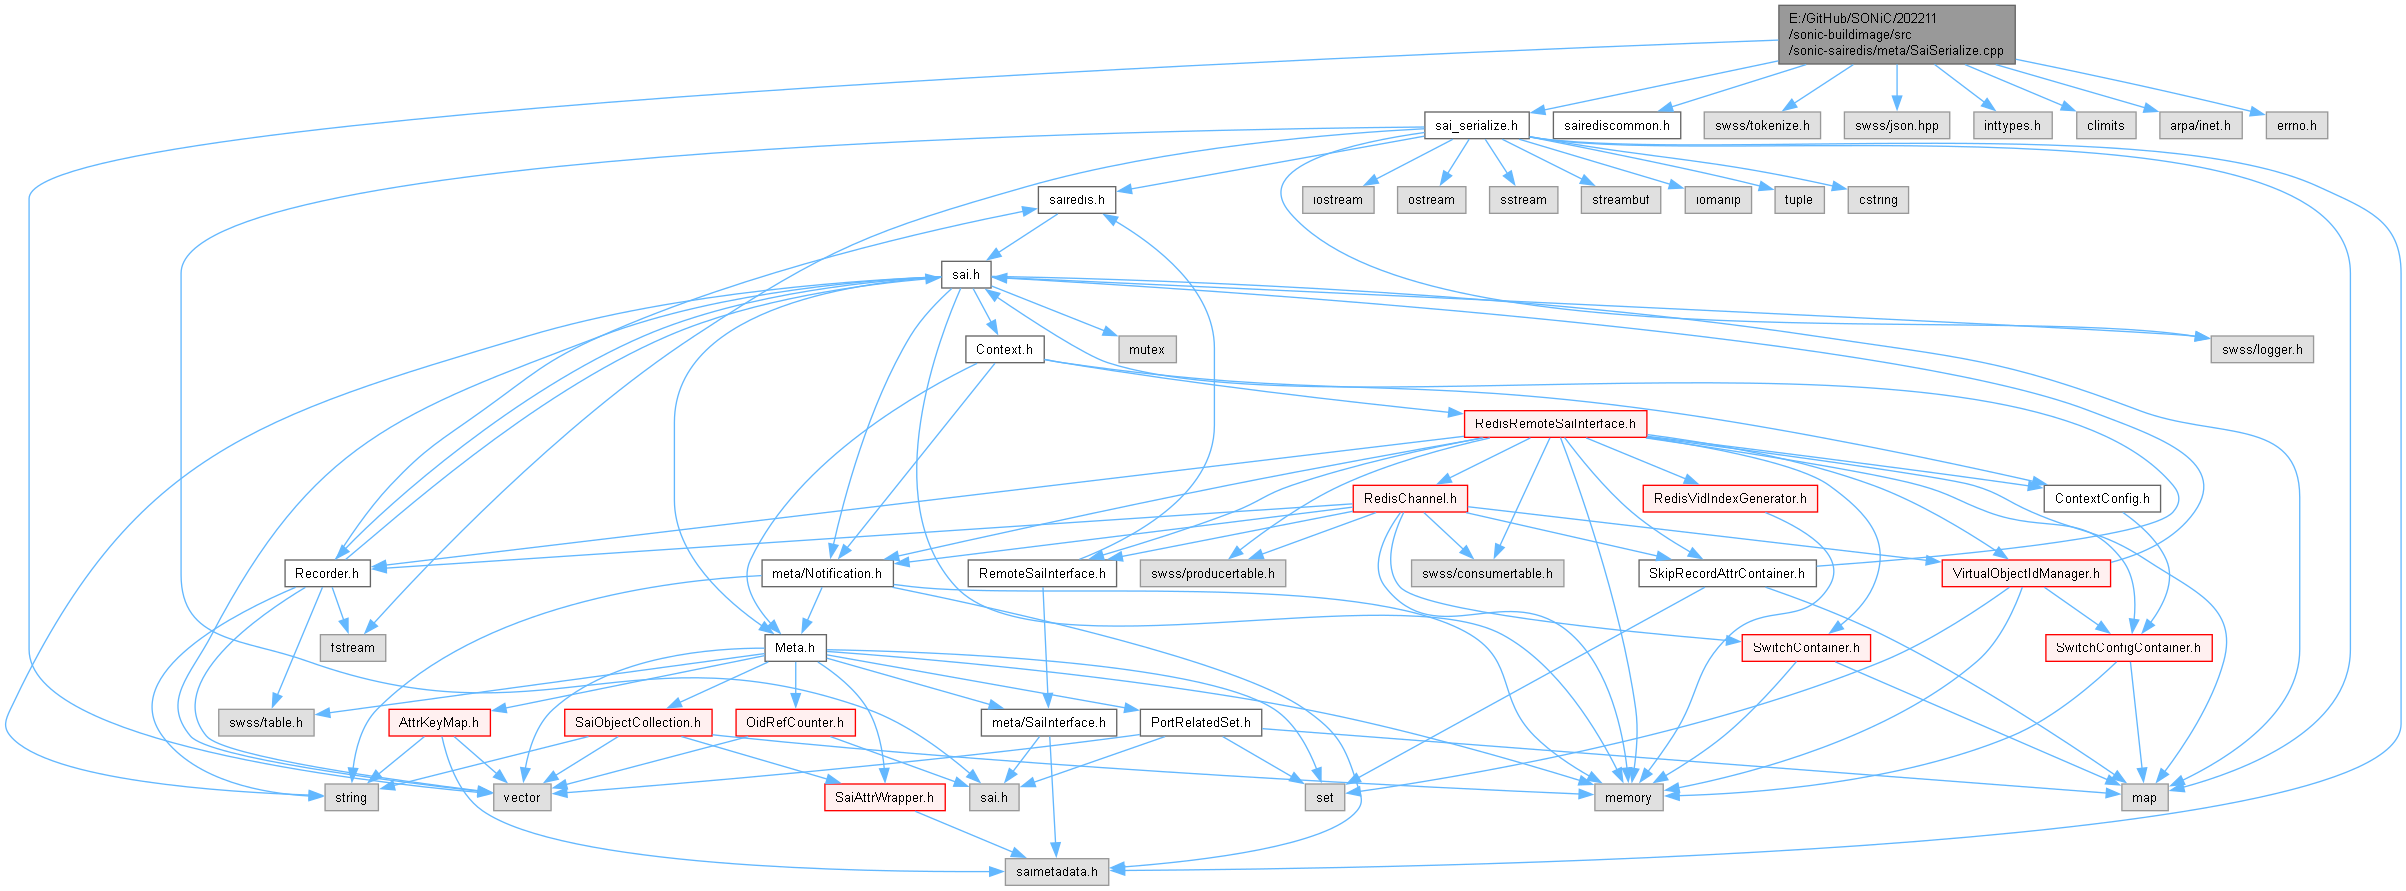 E:/GitHub/SONiC/202211
/sonic-buildimage/src
/sonic-sairedis/meta/SaiSerialize.cpp
sai_serialize.h
sairediscommon.h
swss/tokenize.h
swss/json.hpp
inttypes.h
climits
arpa/inet.h
errno.h
sairedis.h
iostream
ostream
sstream
streambuf
iomanip
tuple
cstring
sai.h
Context.h
mutex
swss/logger.h
RedisRemoteSaiInterface.h
RedisChannel.h
RedisVidIndexGenerator.h
ContextConfig.h
Recorder.h
meta/Notification.h
RemoteSaiInterface.h
swss/producertable.h
swss/consumertable.h
SkipRecordAttrContainer.h
VirtualObjectIdManager.h
fstream
Meta.h
SwitchContainer.h
SwitchConfigContainer.h
swss/table.h
AttrKeyMap.h
SaiObjectCollection.h
OidRefCounter.h
meta/SaiInterface.h
PortRelatedSet.h
string
vector
SaiAttrWrapper.h
sai.h
set
memory
map
saimetadata.h